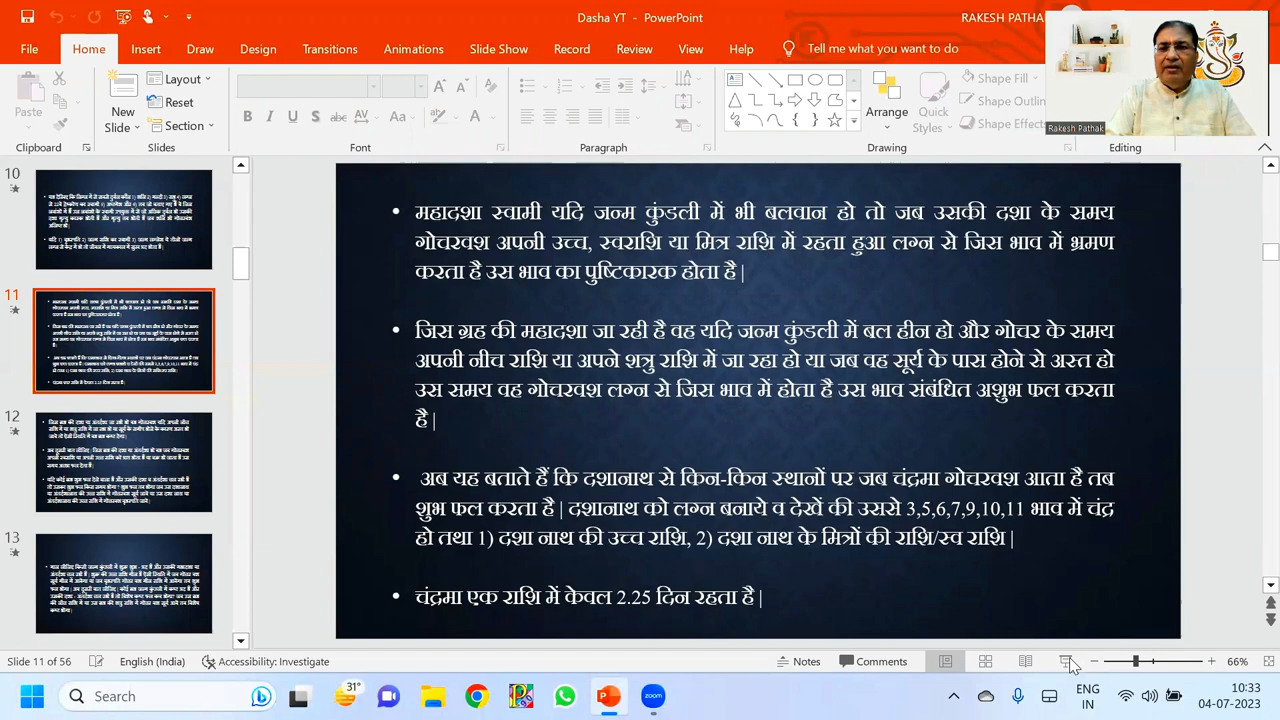 Dasha YT - PowerPoint
RAKESH PATHA
File Home Insert Draw Design Transitions Animations Slide Show Record Review View Help Tell me what you want to do
Paste
New
Slide
Layout
Reset
Section
Arrange
Quick
Styles
Shape Fill
Shape Outlin
Shape Effect
Rakesh Pathak
Clipboard Slides Font Paragraph Drawing Editing
10
11
12
13
• महादशा स्वामी यदि जन्म कुंडली में भी बलवान हो तो जब उसकी दशा के समय
गोचरवश अपनी उच्च, स्वराशि या मित्र राशि में रहता हुआ लग्न से जिस भाव में भ्रमण
करता है उस भाव का पुष्टिकारक होता है |
• जिस ग्रह की महादशा जा रही है वह यदि जन्म कुंडली में बल हीन हो और गोचर के समय
अपनी नीच राशि या अपने शत्रु राशि में जा रहा हो या जा रहे सूर्य के पास होने से अस्त हो
उस समय वह गोचरवश लग्न से जिस भाव में होता है उस भाव संबंधित अशुभ फल करता
है |
• अब यह बताते हैं कि दशानाथ से किन-किन स्थानों पर जब चंद्रमा गोचरवश आता है तब
शुभ फल करता है | दशानाथ को लग्न बनाये व देखें की उससे 3,5,6,7,9,10,11 भाव में चंद्र
हो तथा 1) दशा नाथ की उच्च राशि, 2) दशा नाथ के मित्रों की राशि/स्व राशि |
• चंद्रमा एक राशि में केवल 2.25 दिन रहता है |
Slide 11 of 56 English (India) Accessibility: Investigate Notes Comments 66%
Search 31° zoom ENG
IN
10:33
04-07-2023